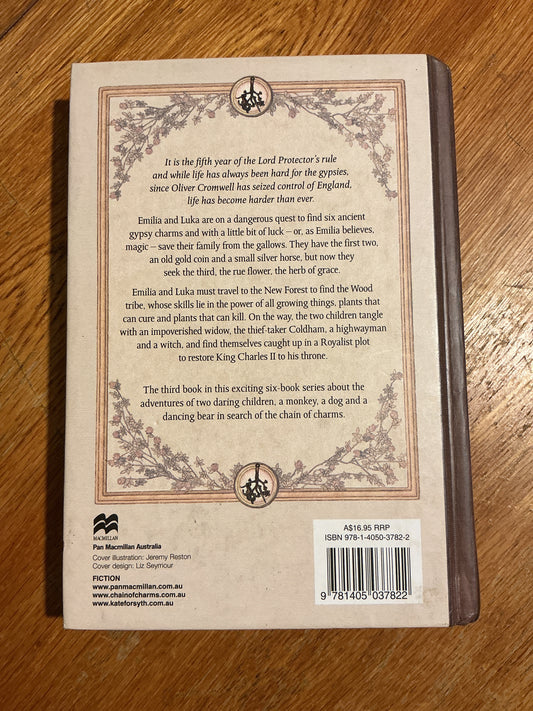 It is the fifth year of the Lord Protector's rule
and while life has always been hard for the gypsies,
since Oliver Cromwell has seized control of England,
life has become harder than ever.
Emilia and Luka are on a dangerous quest to find six ancient
gypsy charms and with a little bit of luck – or, as Emilia believes,
magic – save their family from the gallows. They have the first two,
an old gold coin and a small silver horse, but now they
seek the third, the rue flower, the herb of grace.
Emilia and Luka must travel to the New Forest to find the Wood
tribe, whose skills lie in the power of all growing things, plants that
can cure and plants that can kill. On the way, the two children tangle
with an impoverished widow, the thief-taker Coldham, a highwayman
and a witch, and find themselves caught up in a Royalist plot
to restore King Charles II to his throne.
The third book in this exciting six-book series about the
adventures of two daring children, a monkey, a dog and a
dancing bear in search of the chain of charms.
MACMILLAN
Pan Macmillan Australia
Cover illustration: Jeremy Reston
Cover design: Liz Seymour
FICTION
www.panmacmillan.com.au
www.chainofcharms.com.au
www.kateforsyth.com.au
A$16.95 RRP
ISBN 978-1-4050-3782-2
9 781405 037822